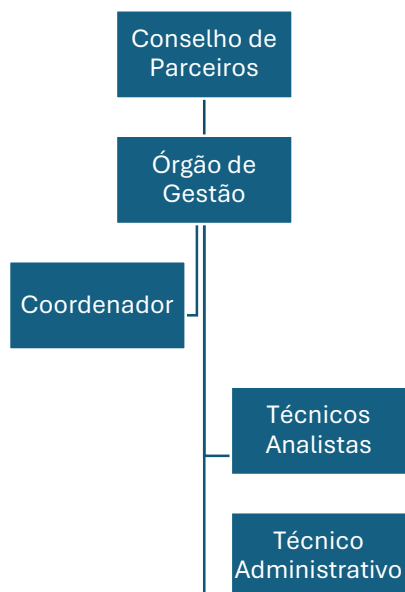 Conselho de
Parceiros
Órgão de
Gestão
Coordenador
Técnicos
Analistas
Técnico
Administrativo